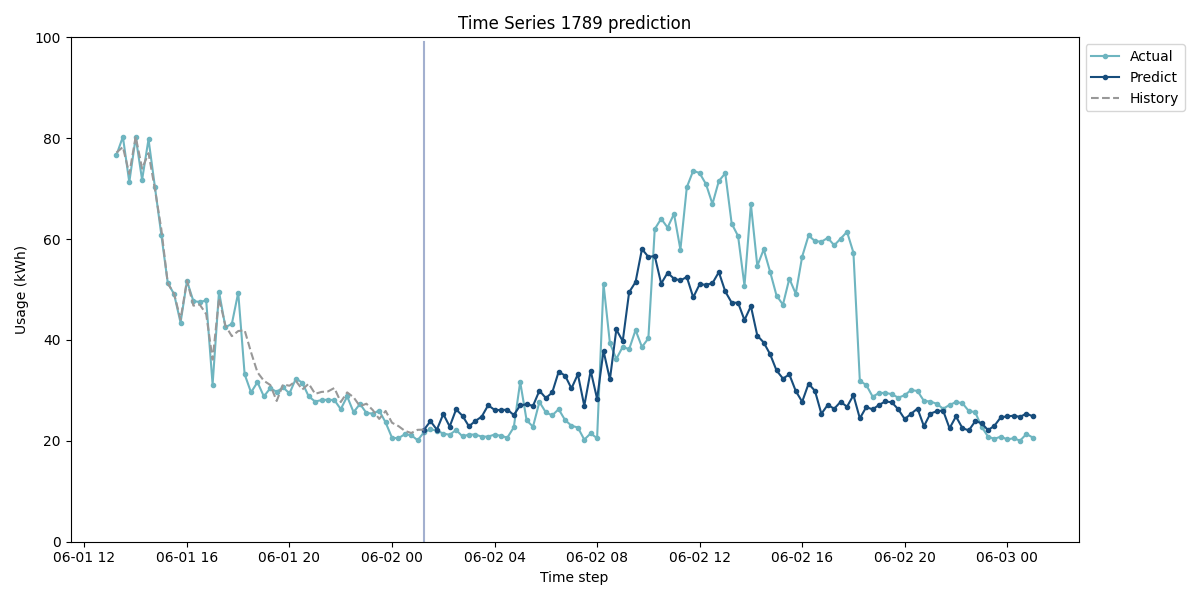 Time Series 1789 prediction
Usage (kWh)
100
80
60
40
20
0
06-01 12
06-01 16
06-01 20
06-02 00
06-02 04
06-02 08
06-02 12
06-02 16
06-02 20
06-03 00
Time step
Actual
Predict
History